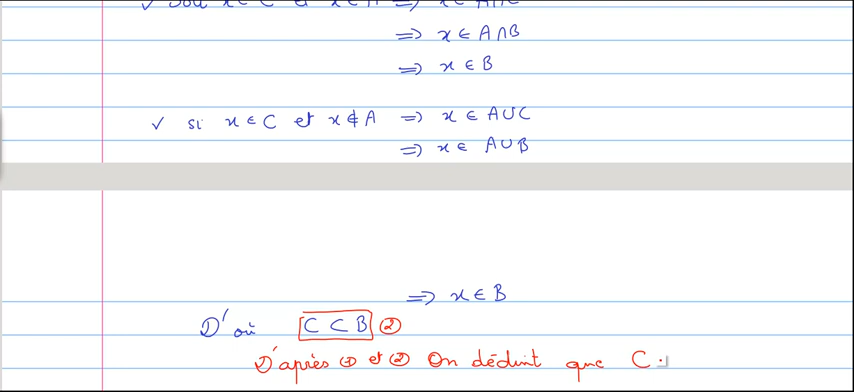 ⟹ x ∈ A∩B
⟹ x ∈ B
✓ si x ∈ C et x ∉ A ⟹ x ∈ A∪C
⟹ x ∈ A∪B
⟹ x ∈ B
D'où C ⊂ B ②
D'après ① et ② On déduit que C